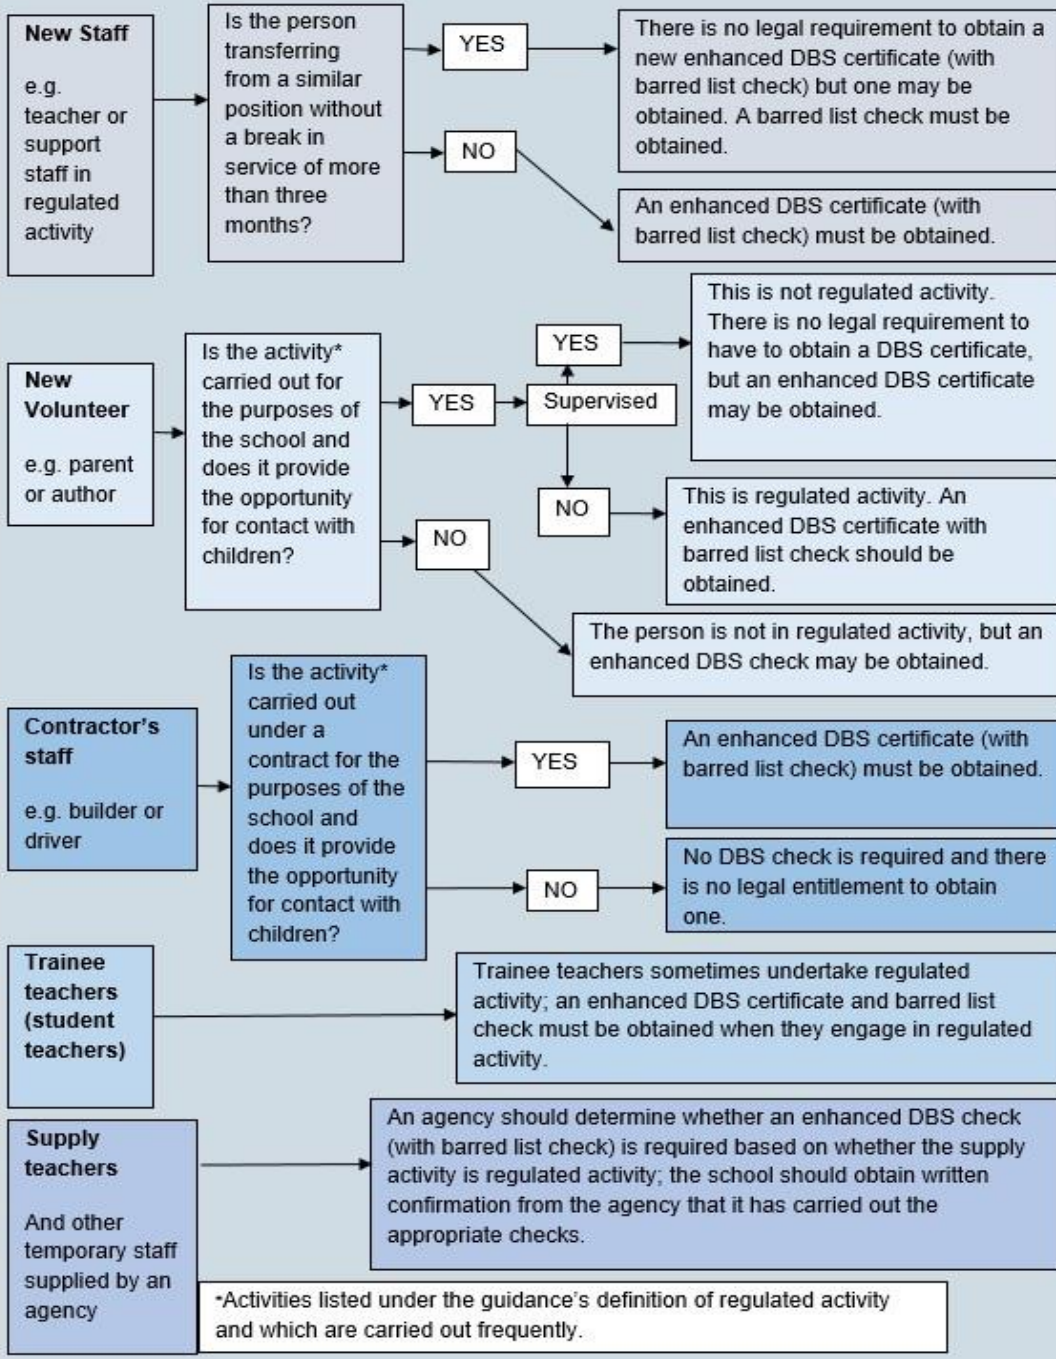 New Staff
e.g.
teacher or
support
staff in
regulated
activity
Is the person
transferring
from a similar
position without
a break in
service of more
than three
months?
YES
There is no legal requirement to obtain a
new enhanced DBS certificate (with
barred list check) but one may be
obtained. A barred list check must be
obtained.
NO
An enhanced DBS certificate (with
barred list check) must be obtained.
New
Volunteer
e.g. parent
or author
Is the activity*
carried out for
the purposes of
the school and
does it provide
the opportunity
for contact with
children?
YES
Supervised
YES
This is not regulated activity.
There is no legal requirement to
have to obtain a DBS certificate,
but an enhanced DBS certificate
may be obtained.
NO
This is regulated activity. An
enhanced DBS certificate with
barred list check should be
obtained.
NO
The person is not in regulated activity, but an
enhanced DBS check may be obtained.
Contractor's
staff
e.g. builder or
driver
Is the activity*
carried out
under a
contract for the
purposes of the
school and
does it provide
the opportunity
for contact with
children?
YES
An enhanced DBS certificate (with
barred list check) must be obtained.
NO
No DBS check is required and there
is no legal entitlement to obtain
one.
Trainee
teachers
(student
teachers)
Trainee teachers sometimes undertake regulated
activity; an enhanced DBS certificate and barred list
check must be obtained when they engage in regulated
activity.
Supply
teachers
And other
temporary staff
supplied by an
agency
An agency should determine whether an enhanced DBS check
(with barred list check) is required based on whether the supply
activity is regulated activity; the school should obtain written
confirmation from the agency that it has carried out the
appropriate checks.
*Activities listed under the guidance's definition of regulated activity
and which are carried out frequently.